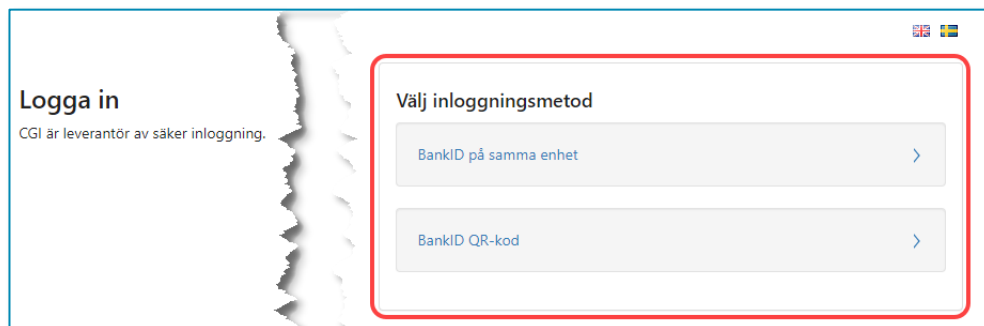 Logga in
CGI är leverantör av säker inloggning.
Välj inloggningsmetod
BankID på samma enhet
BankID QR-kod